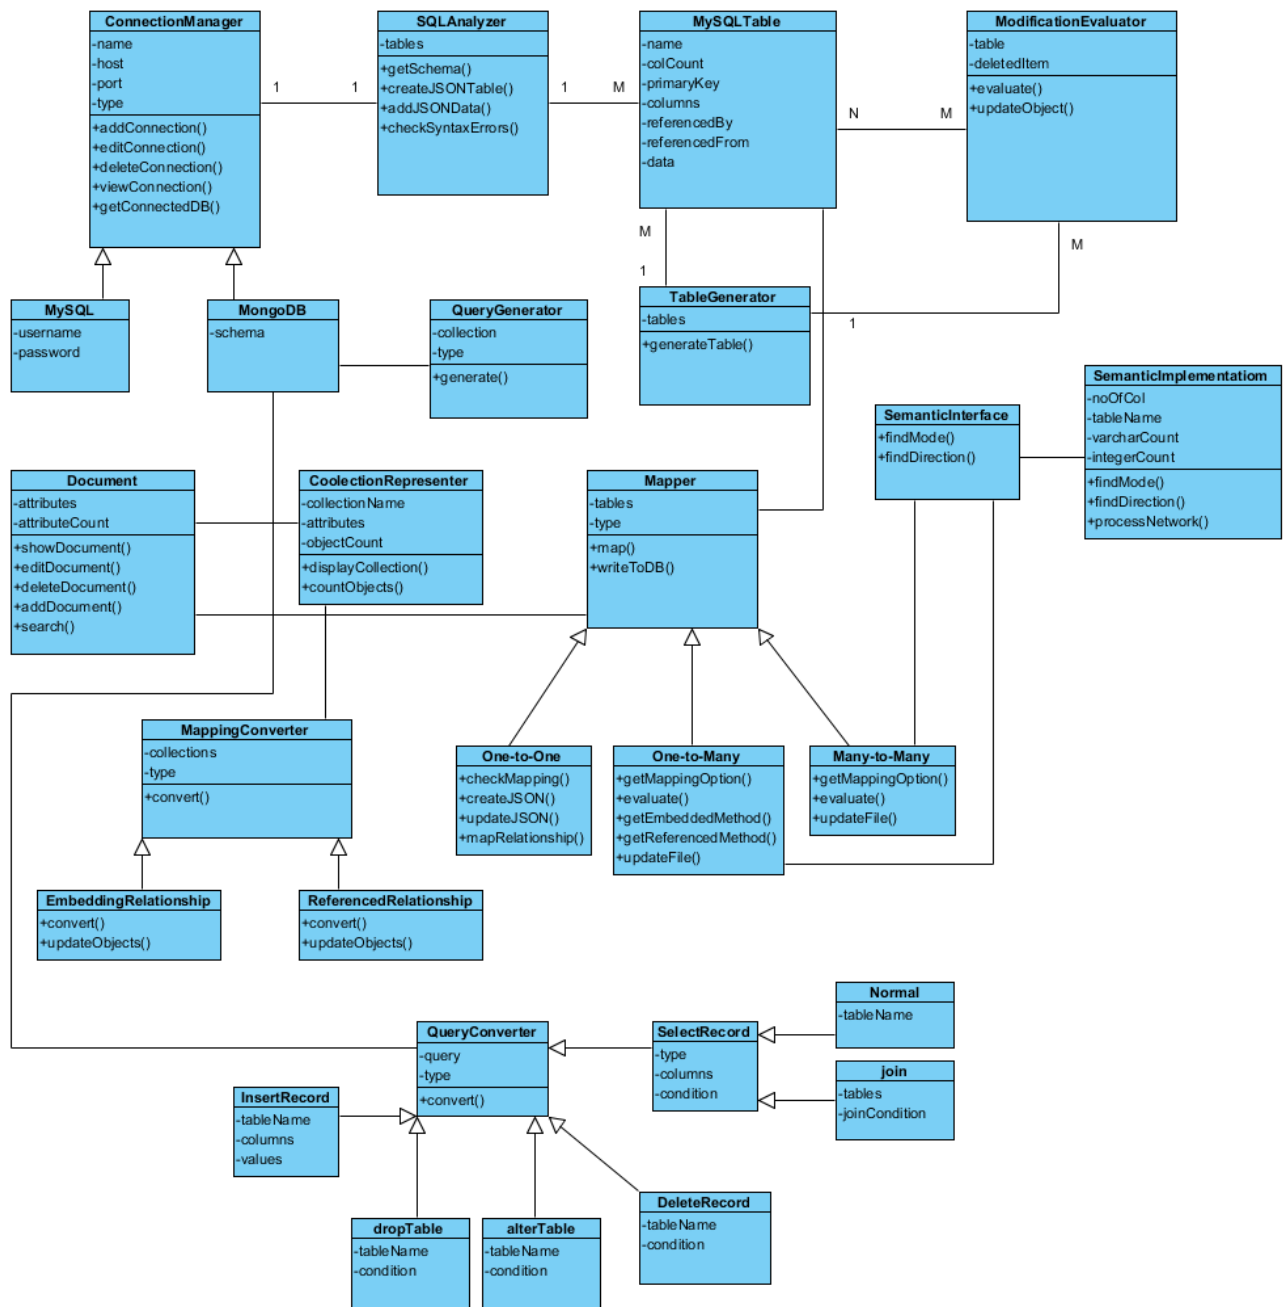 ConnectionManager
-name
-host
-port
-type
+addConnection()
+editConnection()
+deleteConnection()
+viewConnection()
+getConnectedDB()
1
1
SQLAnalyzer
-tables
+getSchema()
+createJSONTable()
+addJSONData()
+checkSyntaxErrors()
1
M
MySQLTable
-name
-colCount
-primaryKey
-columns
-referencedBy
-referencedFrom
-data
N
M
ModificationEvaluator
-table
-deletedItem
+evaluate()
+updateObject()
M
1
M
1
MySQL
-username
-password
MongoDB
-schema
QueryGenerator
-collection
-type
+generate()
TableGenerator
-tables
+generateTable()
SemanticInterface
+findMode()
+findDirection()
SemanticImplementatiom
-noOfCol
-tableName
-varcharCount
-integerCount
+findMode()
+findDirection()
+processNetwork()
Document
-attributes
-attributeCount
+showDocument()
+editDocument()
+deleteDocument()
+addDocument()
+search()
CoolectionRepresenter
-collectionName
-attributes
-objectCount
+displayCollection()
+countObjects()
Mapper
-tables
-type
+map()
+writeToDB()
MappingConverter
-collections
-type
+convert()
One-to-One
+checkMapping()
+createJSON()
+updateJSON()
+mapRelationship()
One-to-Many
+getMappingOption()
+evaluate()
+getEmbeddedMethod()
+getReferencedMethod()
+updateFile()
Many-to-Many
+getMappingOption()
+evaluate()
+updateFile()
EmbeddingRelationship
+convert()
+updateObjects()
ReferencedRelationship
+convert()
+updateObjects()
QueryConverter
-query
-type
+convert()
SelectRecord
-type
-columns
-condition
Normal
-tableName
join
-tables
-joinCondition
InsertRecord
-tableName
-columns
-values
dropTable
-tableName
-condition
alterTable
-tableName
-condition
DeleteRecord
-tableName
-condition